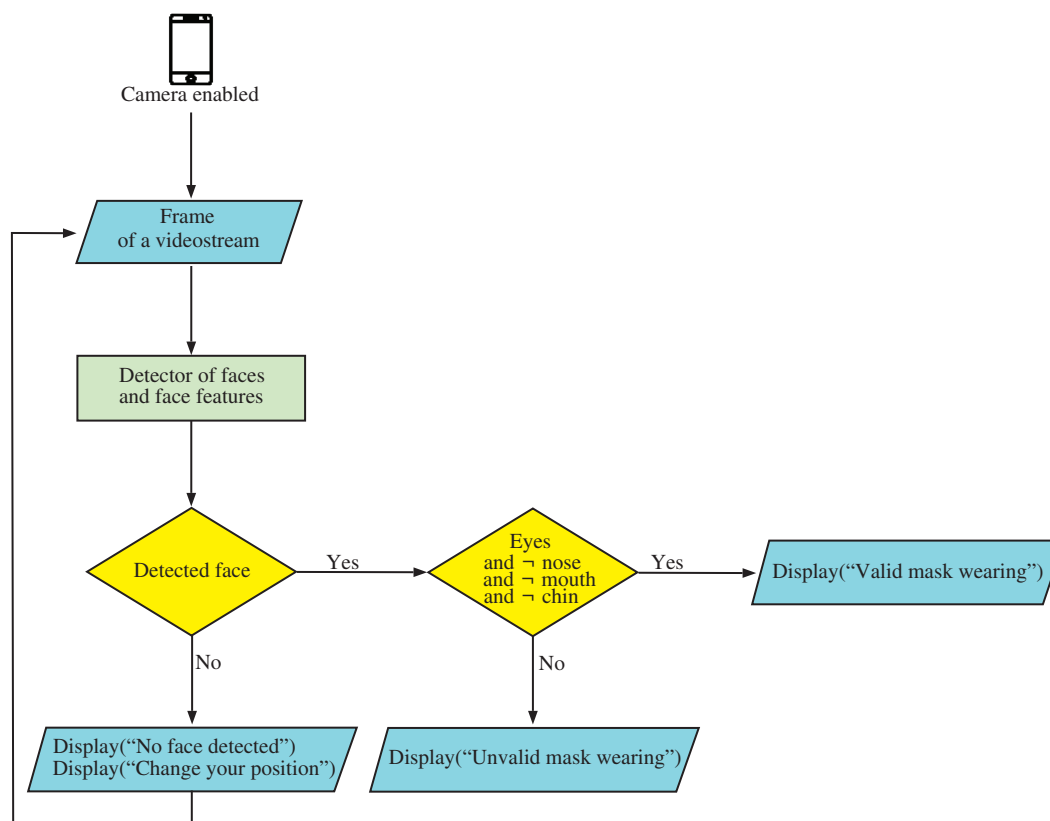 Camera enabled
Frame
of a videostream
Detector of faces
and face features
Detected face
Yes
Eyes
and ¬ nose
and ¬ mouth
and ¬ chin
Yes
Display(“Valid mask wearing”)
No
No
Display(“No face detected”)
Display(“Change your position”)
Display(“Unvalid mask wearing”)